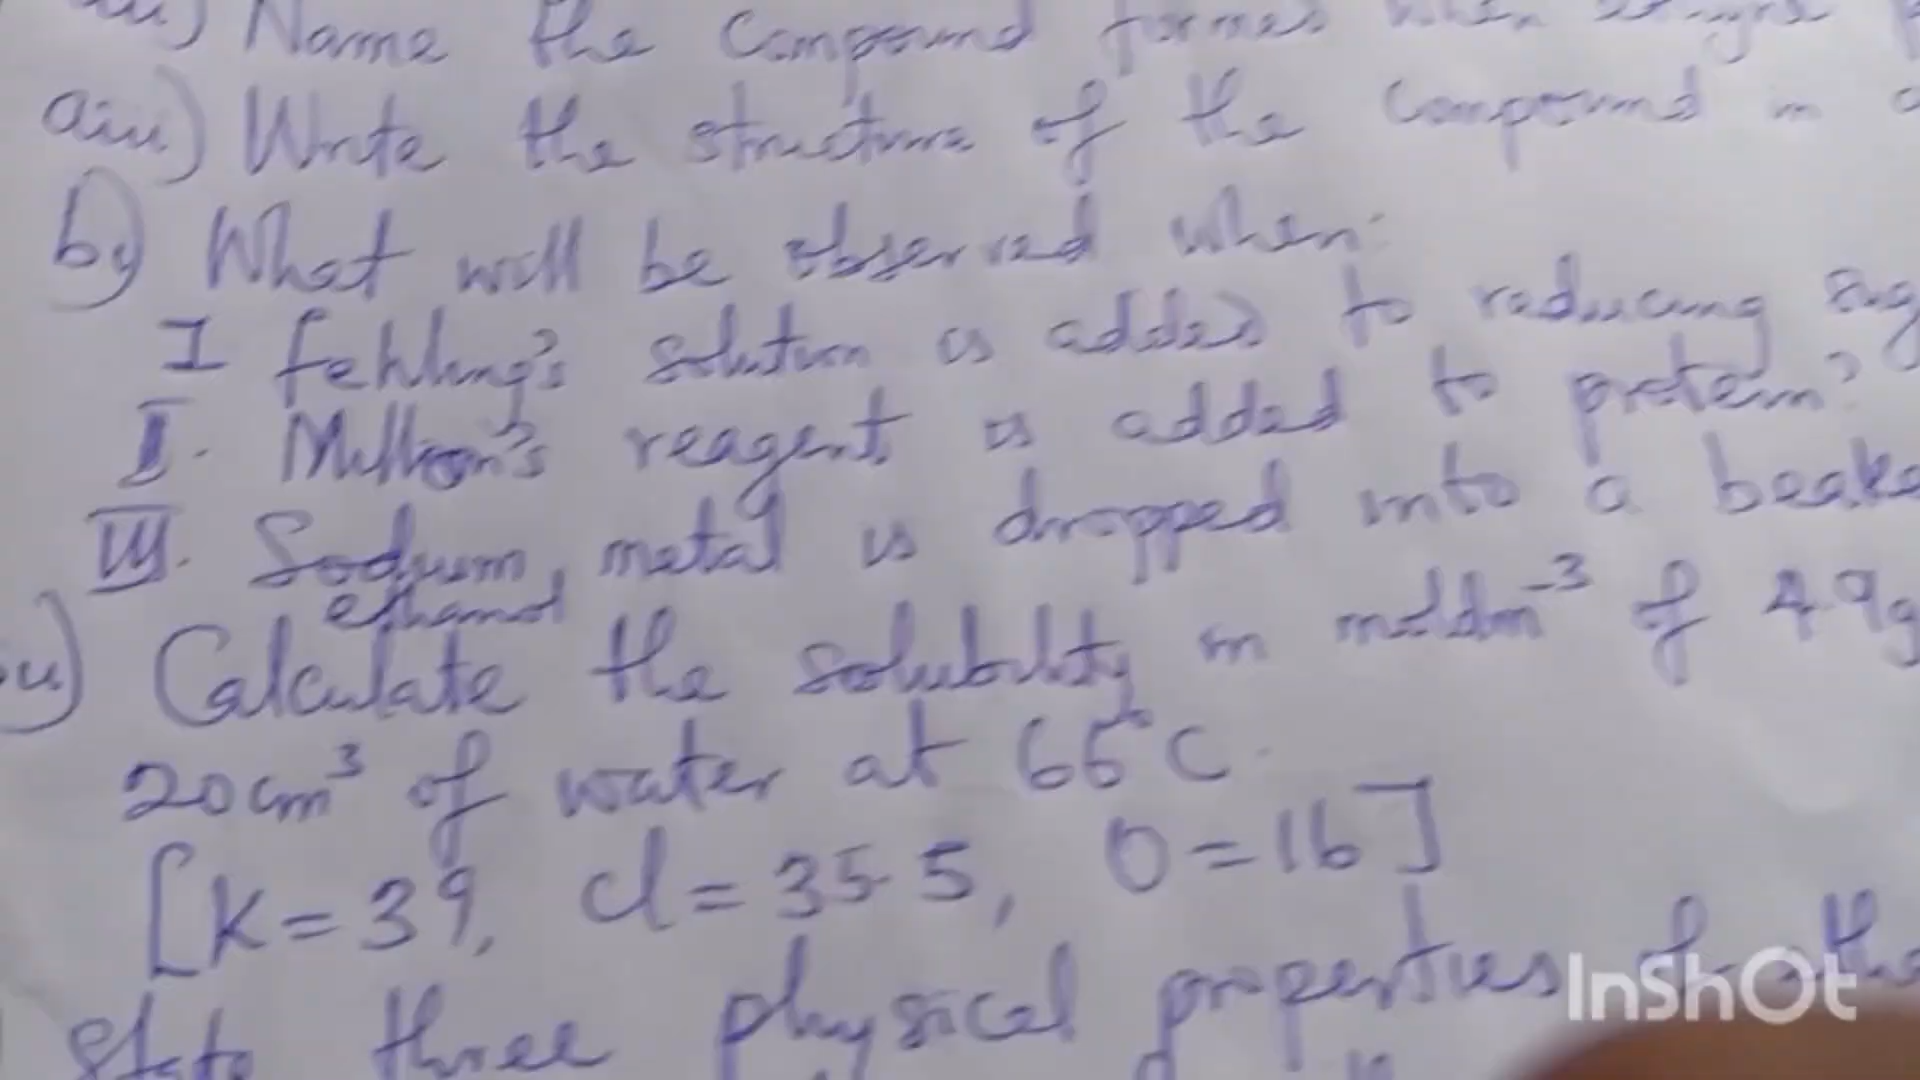 Name the Compound formed when
aiii) Write the structure of the Compound in
bi) What will be observed when:
I Fehling's solution is added to reducing sug
II. Millon's reagent is added to protein?
III. Sodium metal is dropped into a beake
ethanol
Calculate the solubility in moldm⁻³ of 4.9g
20cm³ of water at 65°C.
[K=39, Cl=35.5, O=16]
State three physical properties of the
InShOt